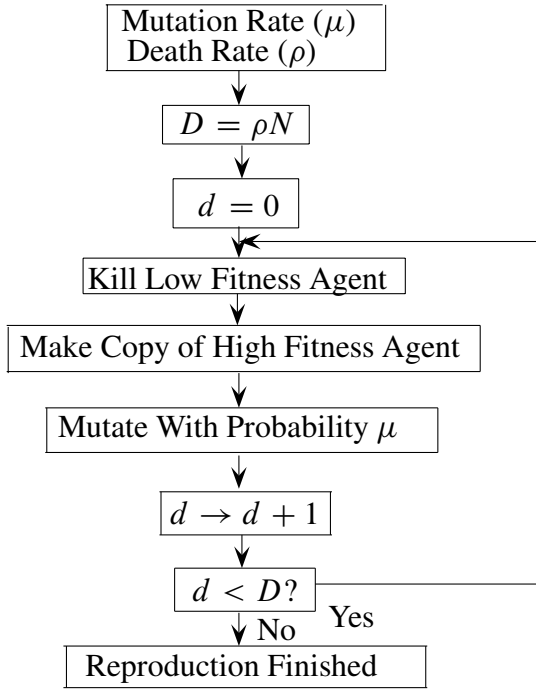 Mutation Rate (μ)
Death Rate (ρ)
D = ρN
d = 0
Kill Low Fitness Agent
Make Copy of High Fitness Agent
Mutate With Probability μ
d → d + 1
d < D?
Yes
No
Reproduction Finished